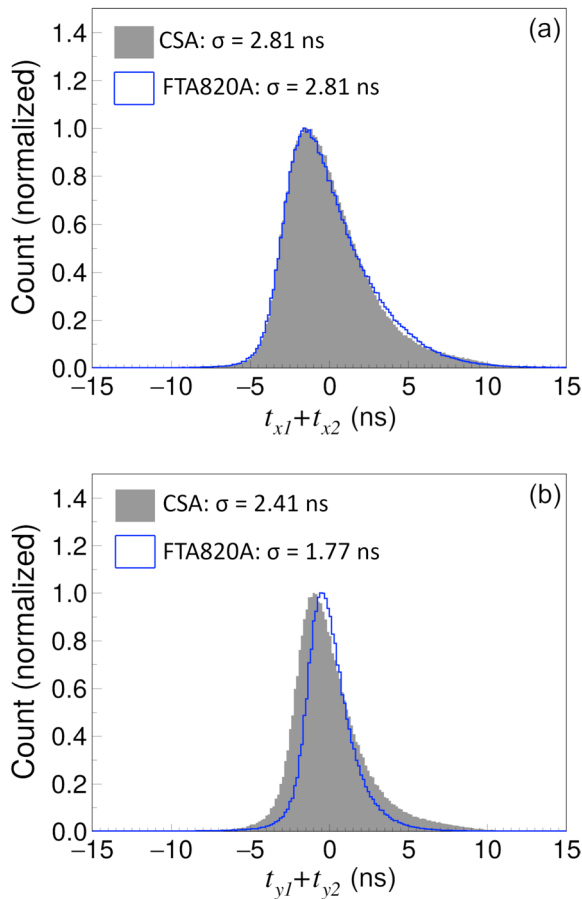 (a)
CSA: σ = 2.81 ns
FTA820A: σ = 2.81 ns
Count (normalized)
1.4
1.2
1.0
0.8
0.6
0.4
0.2
0.0
−15 −10 −5 0 5 10 15
tx1+tx2 (ns)
(b)
CSA: σ = 2.41 ns
FTA820A: σ = 1.77 ns
Count (normalized)
1.4
1.2
1.0
0.8
0.6
0.4
0.2
0.0
−15 −10 −5 0 5 10 15
ty1+ty2 (ns)